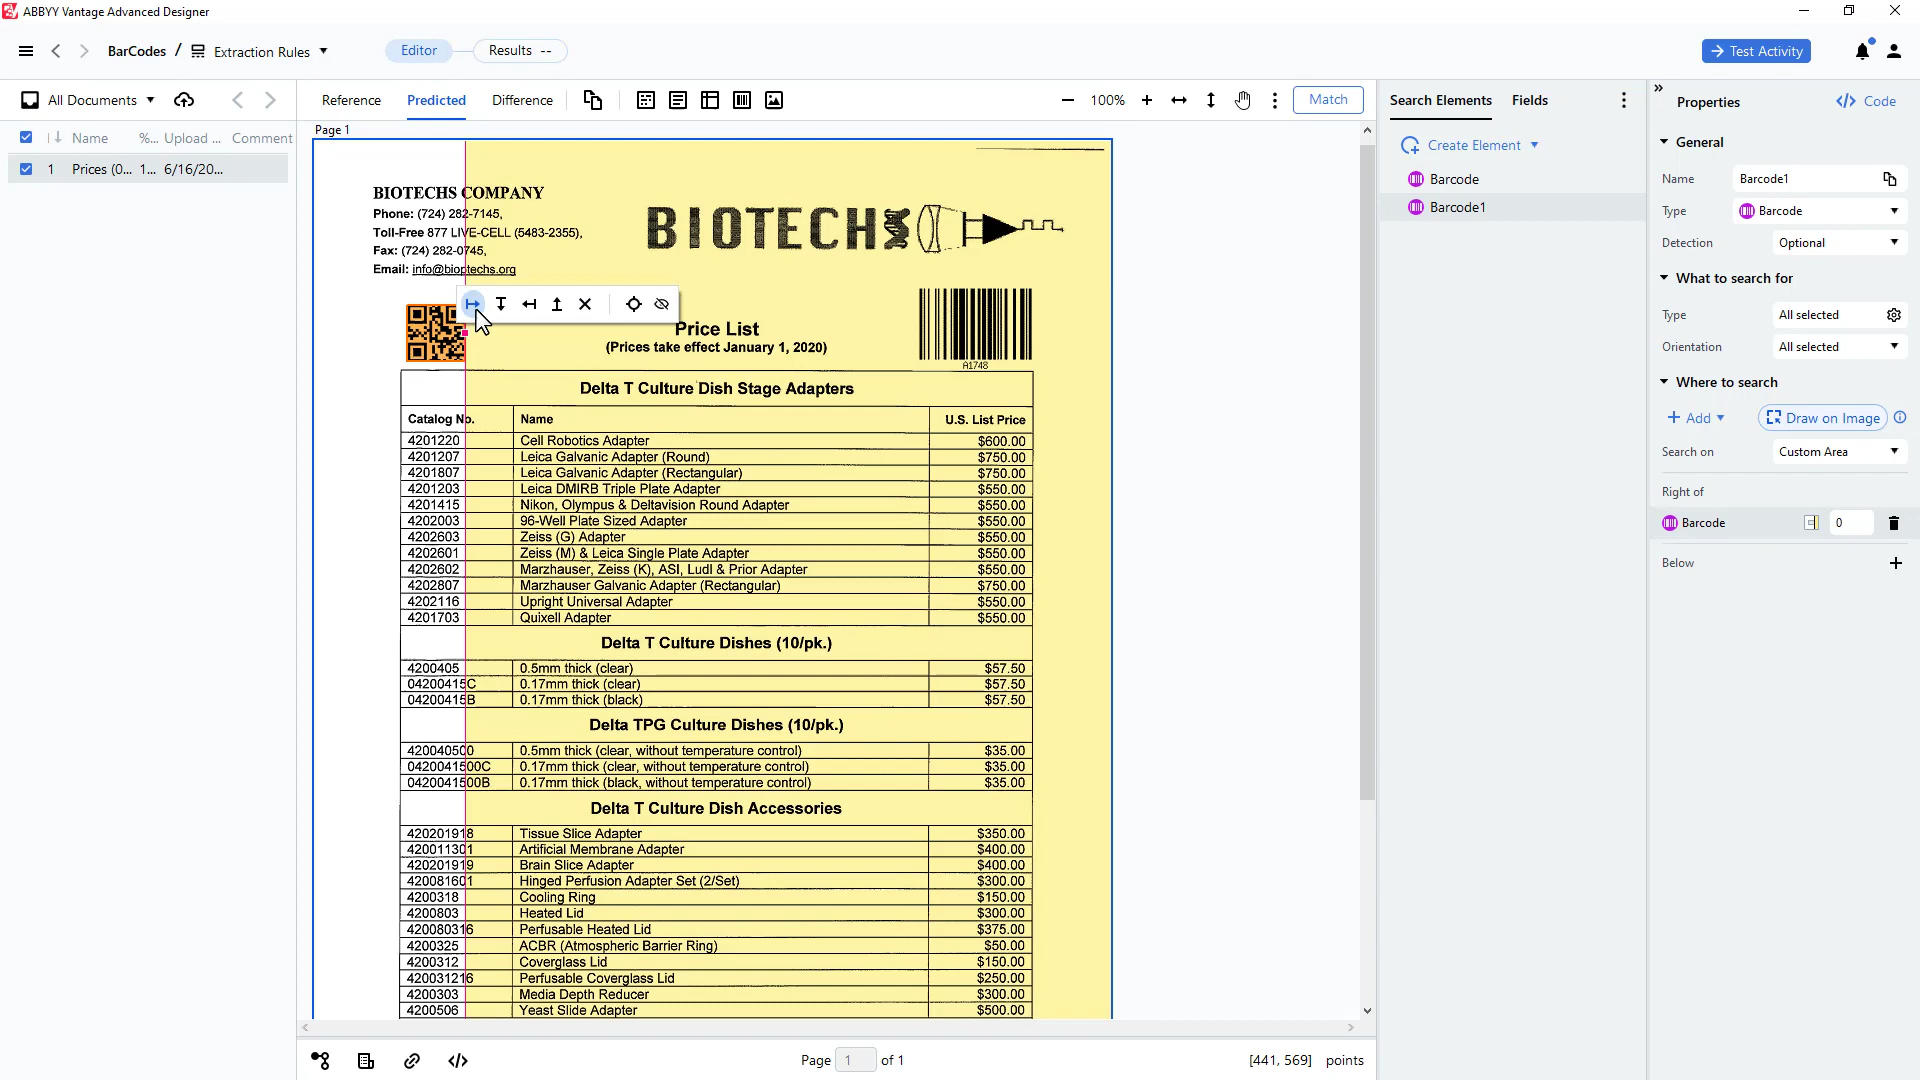 ABBYY Vantage Advanced Designer
BarCodes / Extraction Rules
Editor
Results --
Test Activity
All Documents
Reference
Predicted
Difference
100%
Match
Search Elements
Fields
Properties
Code
Name
%...
Upload ...
Comment
1
Prices (0...
1...
6/16/20...
Page 1
BIOTECHS COMPANY
Phone: (724) 282-7145,
Toll-Free 877 LIVE-CELL (5483-2355),
Fax: (724) 282-0745,
Email: info@bioptechs.org
BIOTECHS
Price List
(Prices take effect January 1, 2020)
A1748
Delta T Culture Dish Stage Adapters
Catalog No. Name U.S. List Price
4201220 Cell Robotics Adapter $600.00
4201207 Leica Galvanic Adapter (Round) $750.00
4201807 Leica Galvanic Adapter (Rectangular) $750.00
4201203 Leica DMIRB Triple Plate Adapter $550.00
4201415 Nikon, Olympus & Deltavision Round Adapter $550.00
4202003 96-Well Plate Sized Adapter $550.00
4202603 Zeiss (G) Adapter $550.00
4202601 Zeiss (M) & Leica Single Plate Adapter $550.00
4202602 Marzhauser, Zeiss (K), ASI, Ludl & Prior Adapter $550.00
4202807 Marzhauser Galvanic Adapter (Rectangular) $750.00
4202116 Upright Universal Adapter $550.00
4201703 Quixell Adapter $550.00
Delta T Culture Dishes (10/pk.)
4200405 0.5mm thick (clear) $57.50
04200415C 0.17mm thick (clear) $57.50
04200415B 0.17mm thick (black) $57.50
Delta TPG Culture Dishes (10/pk.)
420040500 0.5mm thick (clear, without temperature control) $35.00
0420041500C 0.17mm thick (clear, without temperature control) $35.00
0420041500B 0.17mm thick (black, without temperature control) $35.00
Delta T Culture Dish Accessories
420201918 Tissue Slice Adapter $350.00
420011301 Artificial Membrane Adapter $400.00
420201919 Brain Slice Adapter $400.00
420081601 Hinged Perfusion Adapter Set (2/Set) $300.00
4200318 Cooling Ring $150.00
4200803 Heated Lid $300.00
420080316 Perfusable Heated Lid $375.00
4200325 ACBR (Atmospheric Barrier Ring) $50.00
4200312 Coverglass Lid $150.00
420031216 Perfusable Coverglass Lid $250.00
4200303 Media Depth Reducer $300.00
4200506 Yeast Slide Adapter $500.00
Page 1 of 1
[441, 569] points
Create Element
Barcode
Barcode1
General
Name Barcode1
Type Barcode
Detection Optional
What to search for
Type All selected
Orientation All selected
Where to search
Add
Draw on Image
Search on Custom Area
Right of
Barcode 0
Below